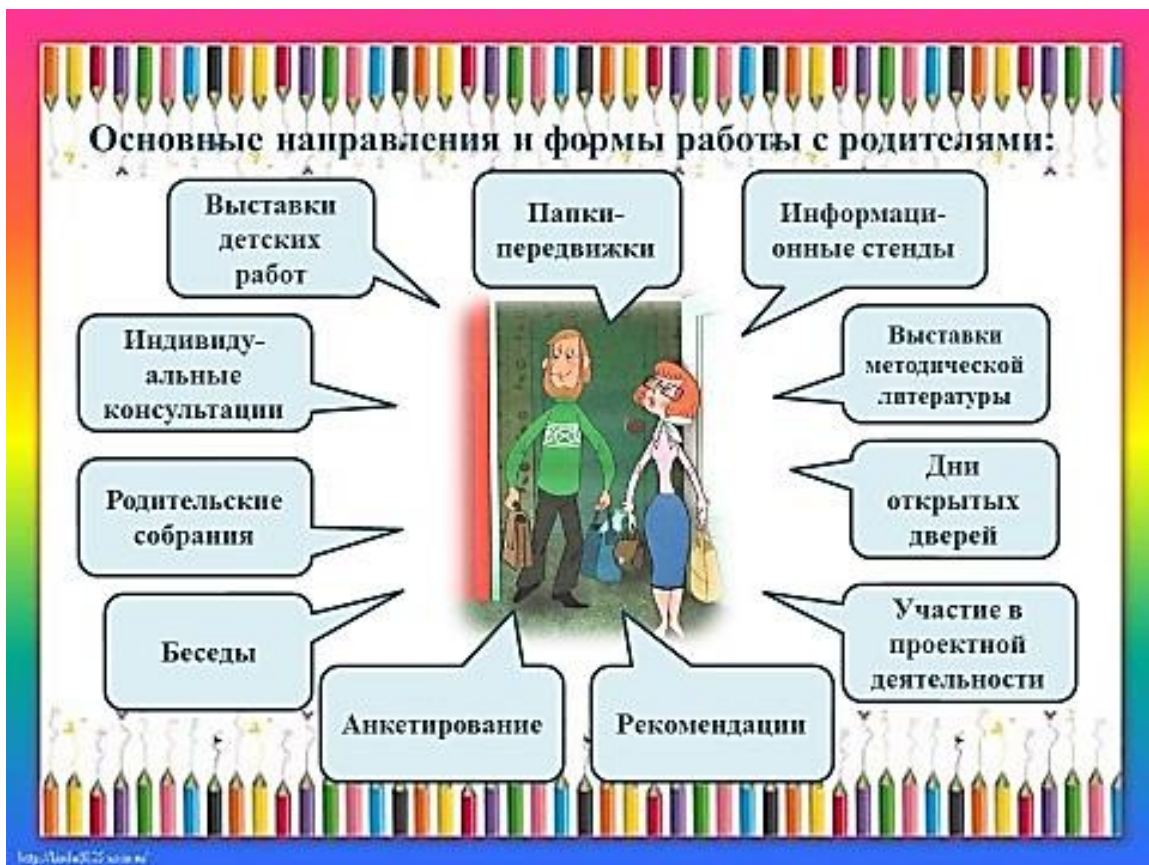 Основные направления и формы работы с родителями:
Выставки
детских
работ
Папки-
передвижки
Информаци-
онные стенды
Индивиду-
альные
консультации
Выставки
методической
литературы
Родительские
собрания
Дни
открытых
дверей
Беседы
Участие в
проектной
деятельности
Анкетирование
Рекомендации